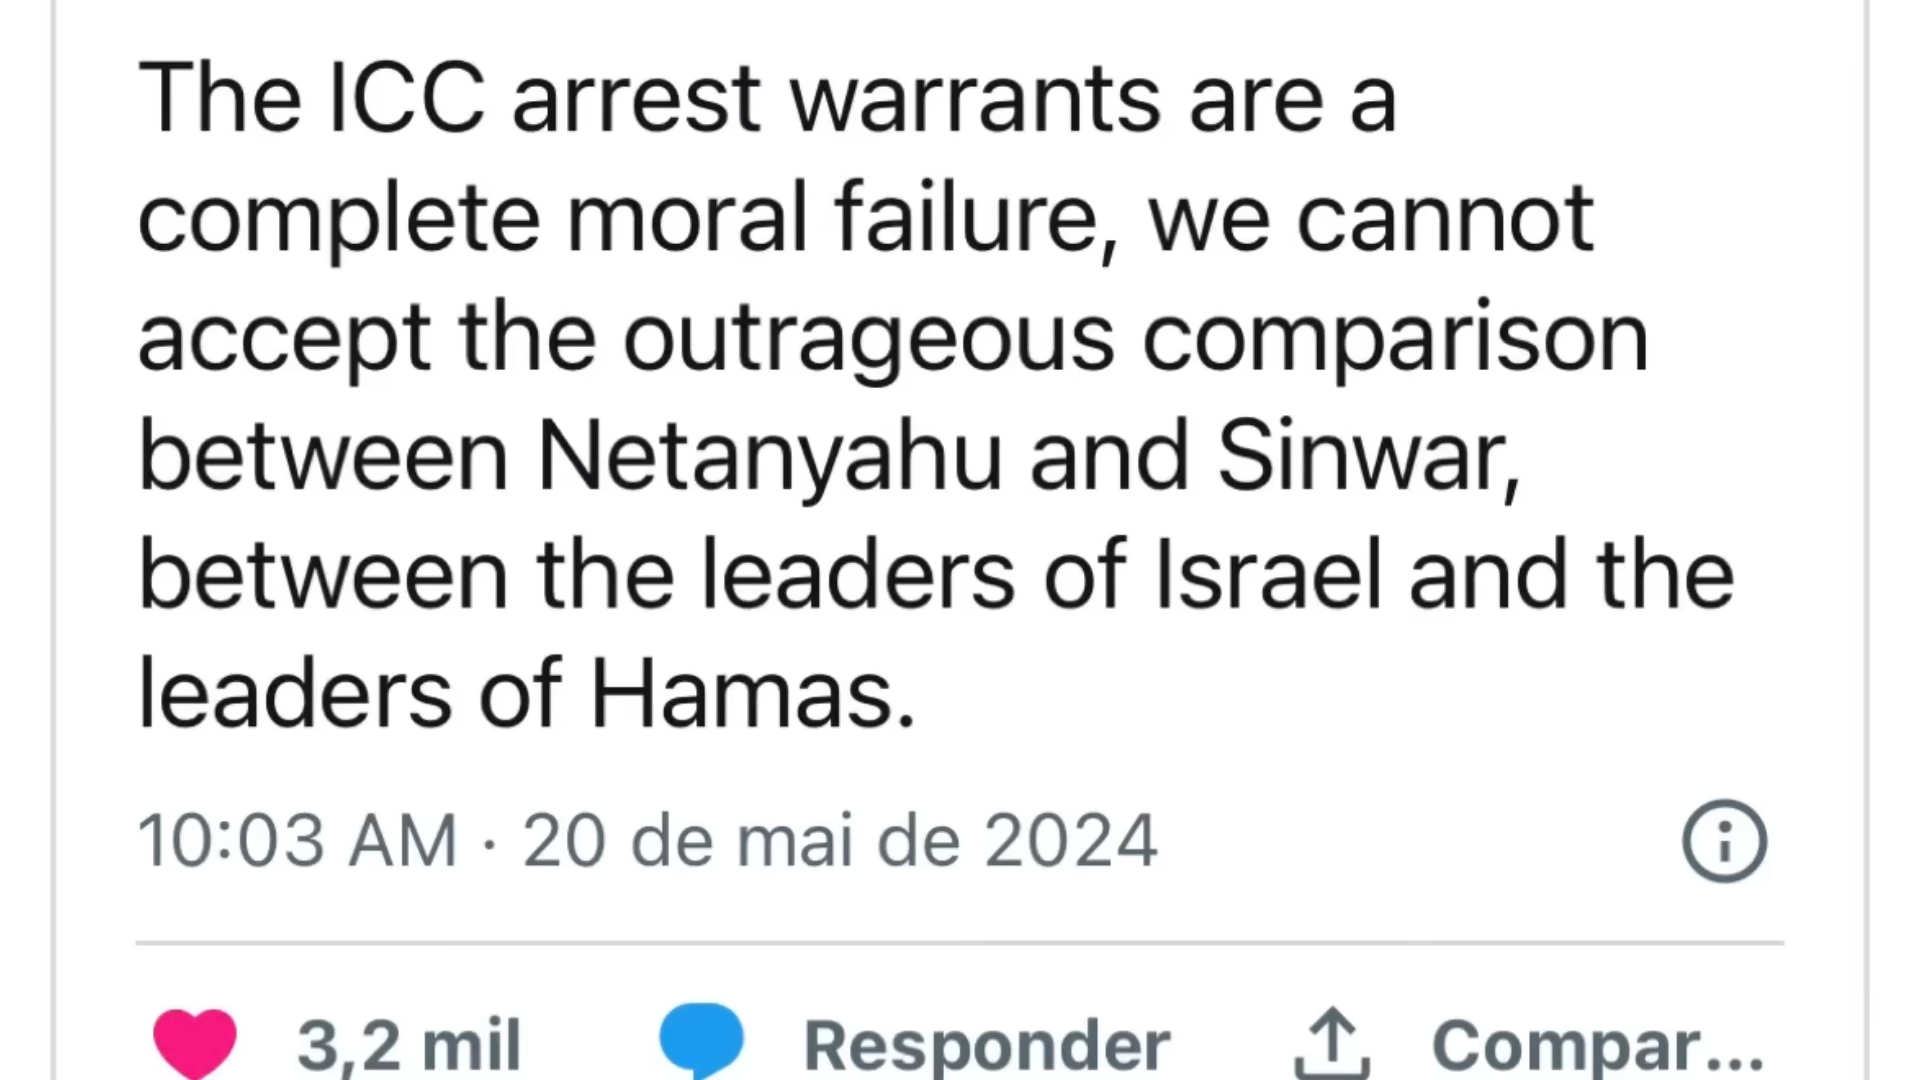 The ICC arrest warrants are a
complete moral failure, we cannot
accept the outrageous comparison
between Netanyahu and Sinwar,
between the leaders of Israel and the
leaders of Hamas.
10:03 AM · 20 de mai de 2024
3,2 mil Responder Compar...